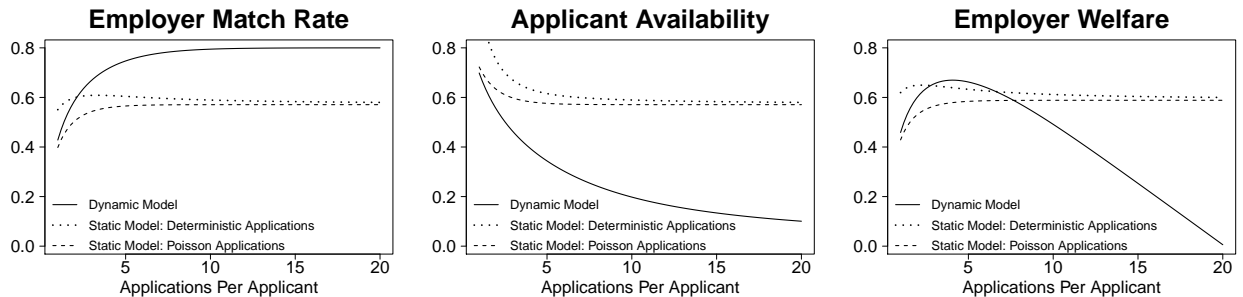 Employer Match Rate
0.8
0.6
0.4
0.2
0.0
Dynamic Model
Static Model: Deterministic Applications
Static Model: Poisson Applications
5 10 15 20
Applications Per Applicant
Applicant Availability
0.8
0.6
0.4
0.2
0.0
Dynamic Model
Static Model: Deterministic Applications
Static Model: Poisson Applications
5 10 15 20
Applications Per Applicant
Employer Welfare
0.8
0.6
0.4
0.2
0.0
Dynamic Model
Static Model: Deterministic Applications
Static Model: Poisson Applications
5 10 15 20
Applications Per Applicant